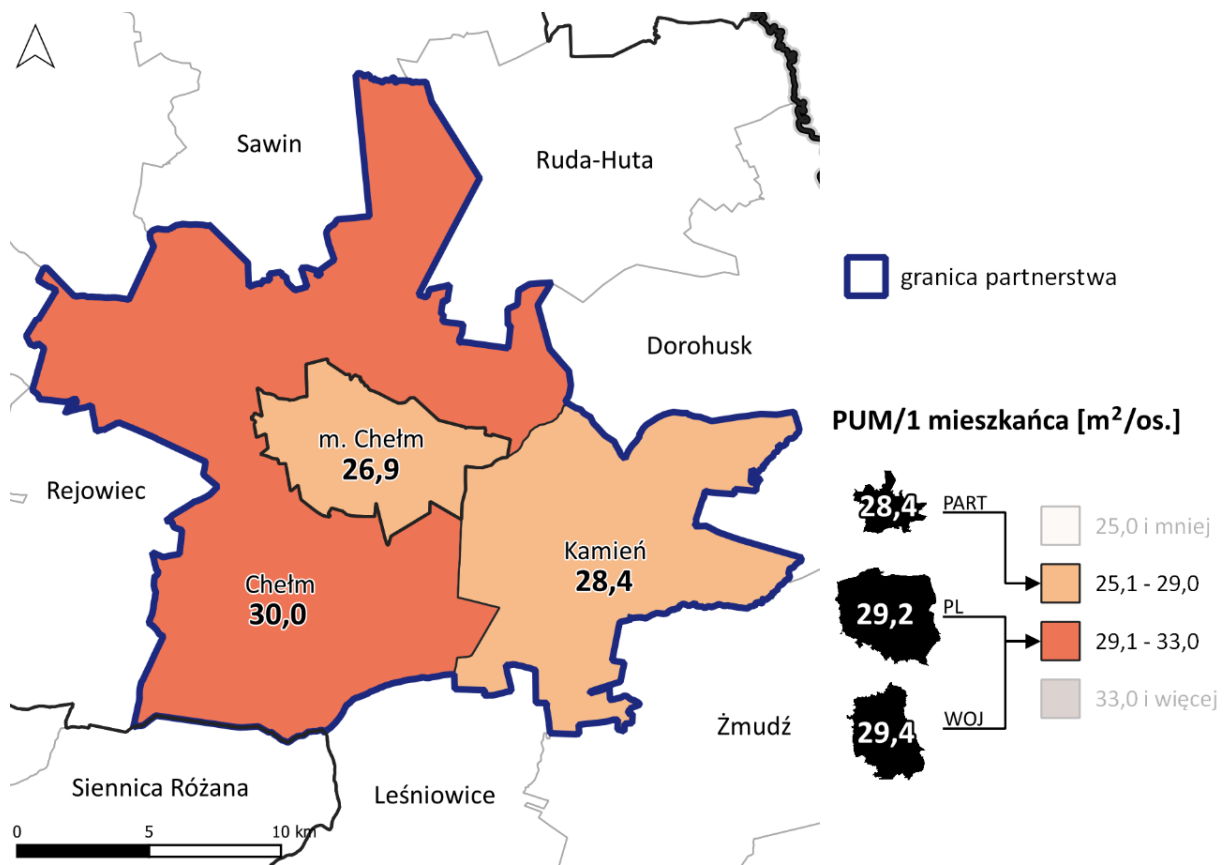 Sawin
Ruda-Huta
granica partnerstwa
Dorohusk
m. Chełm
26,9
Rejowiec
Kamień
28,4
Chełm
30,0
Żmudź
Siennica Różana
Leśniowice
0 5 10 km
PUM/1 mieszkańca [m²/os.]
28,4 PART
25,0 i mniej
25,1 - 29,0
29,2 PL
29,1 - 33,0
33,0 i więcej
29,4 WOJ